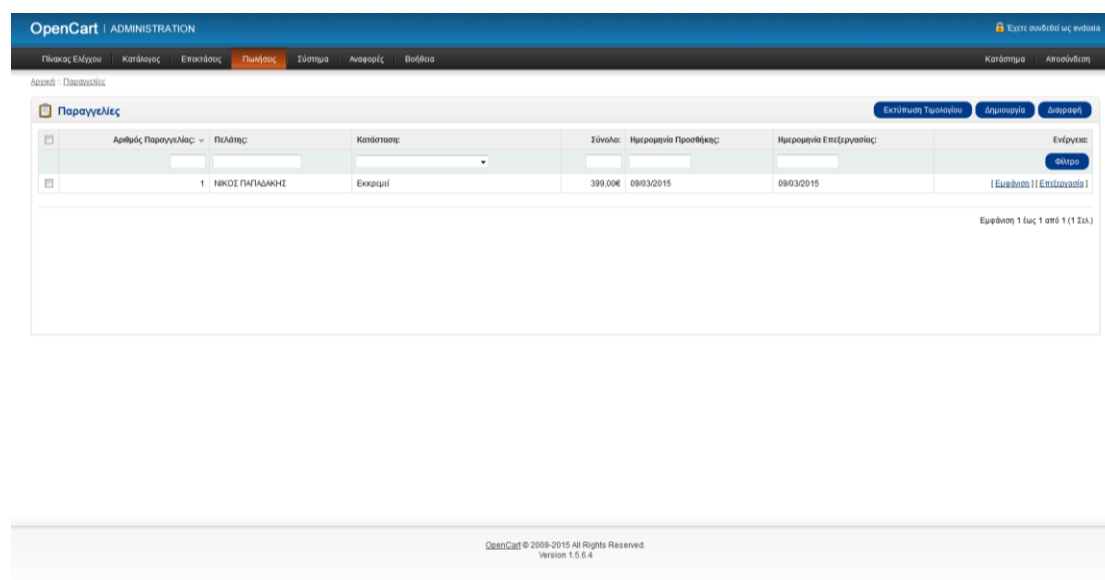 OpenCart | ADMINISTRATION Έχετε συνδεθεί ως ενδοxia
Πίνακας Ελέγχου Κατάλογος Επεκτάσεις Πωλήσεις Σύστημα Αναφορές Βοήθεια Κατάστημα Αποσύνδεση
Αρχική :: Παραγγελίες
Παραγγελίες Εκτύπωση Τιμολογίου Δημιουργία Διαγραφή
Αριθμός Παραγγελίας: Πελάτης: Κατάσταση: Σύνολο: Ημερομηνία Προσθήκης: Ημερομηνία Επεξεργασίας: Ενέργεια:
Φίλτρο
1 ΝΙΚΟΣ ΠΑΠΑΔΑΚΗΣ Εκκρεμεί 399,00€ 09/03/2015 09/03/2015 [ Εμφάνιση ] [ Επεξεργασία ]
Εμφάνιση 1 έως 1 από 1 (1 Σελ.)
OpenCart © 2009-2015 All Rights Reserved.
Version 1.5.6.4